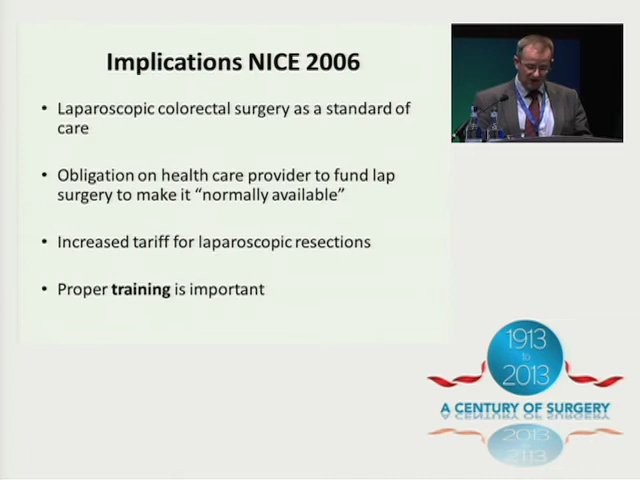 Implications NICE 2006
• Laparoscopic colorectal surgery as a standard of
care
• Obligation on health care provider to fund lap
surgery to make it “normally available”
• Increased tariff for laparoscopic resections
• Proper training is important
1913
to
2013
A CENTURY OF SURGERY
2013